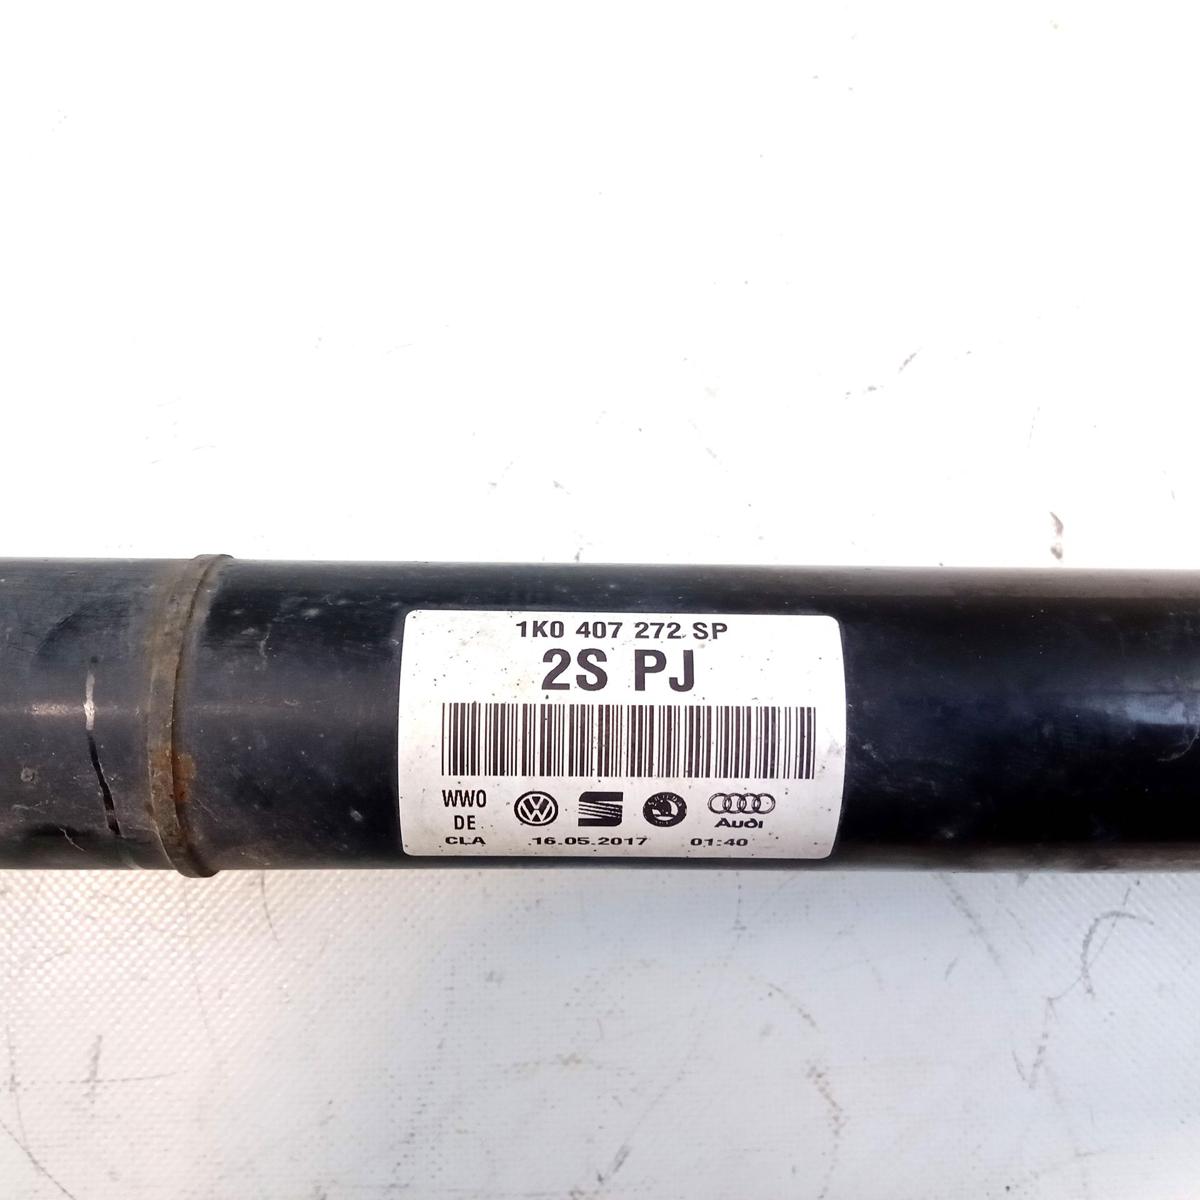 1K0 407 272 SP
2S PJ
WWO
DE
Audi
CLA 16.05.2017 01:40